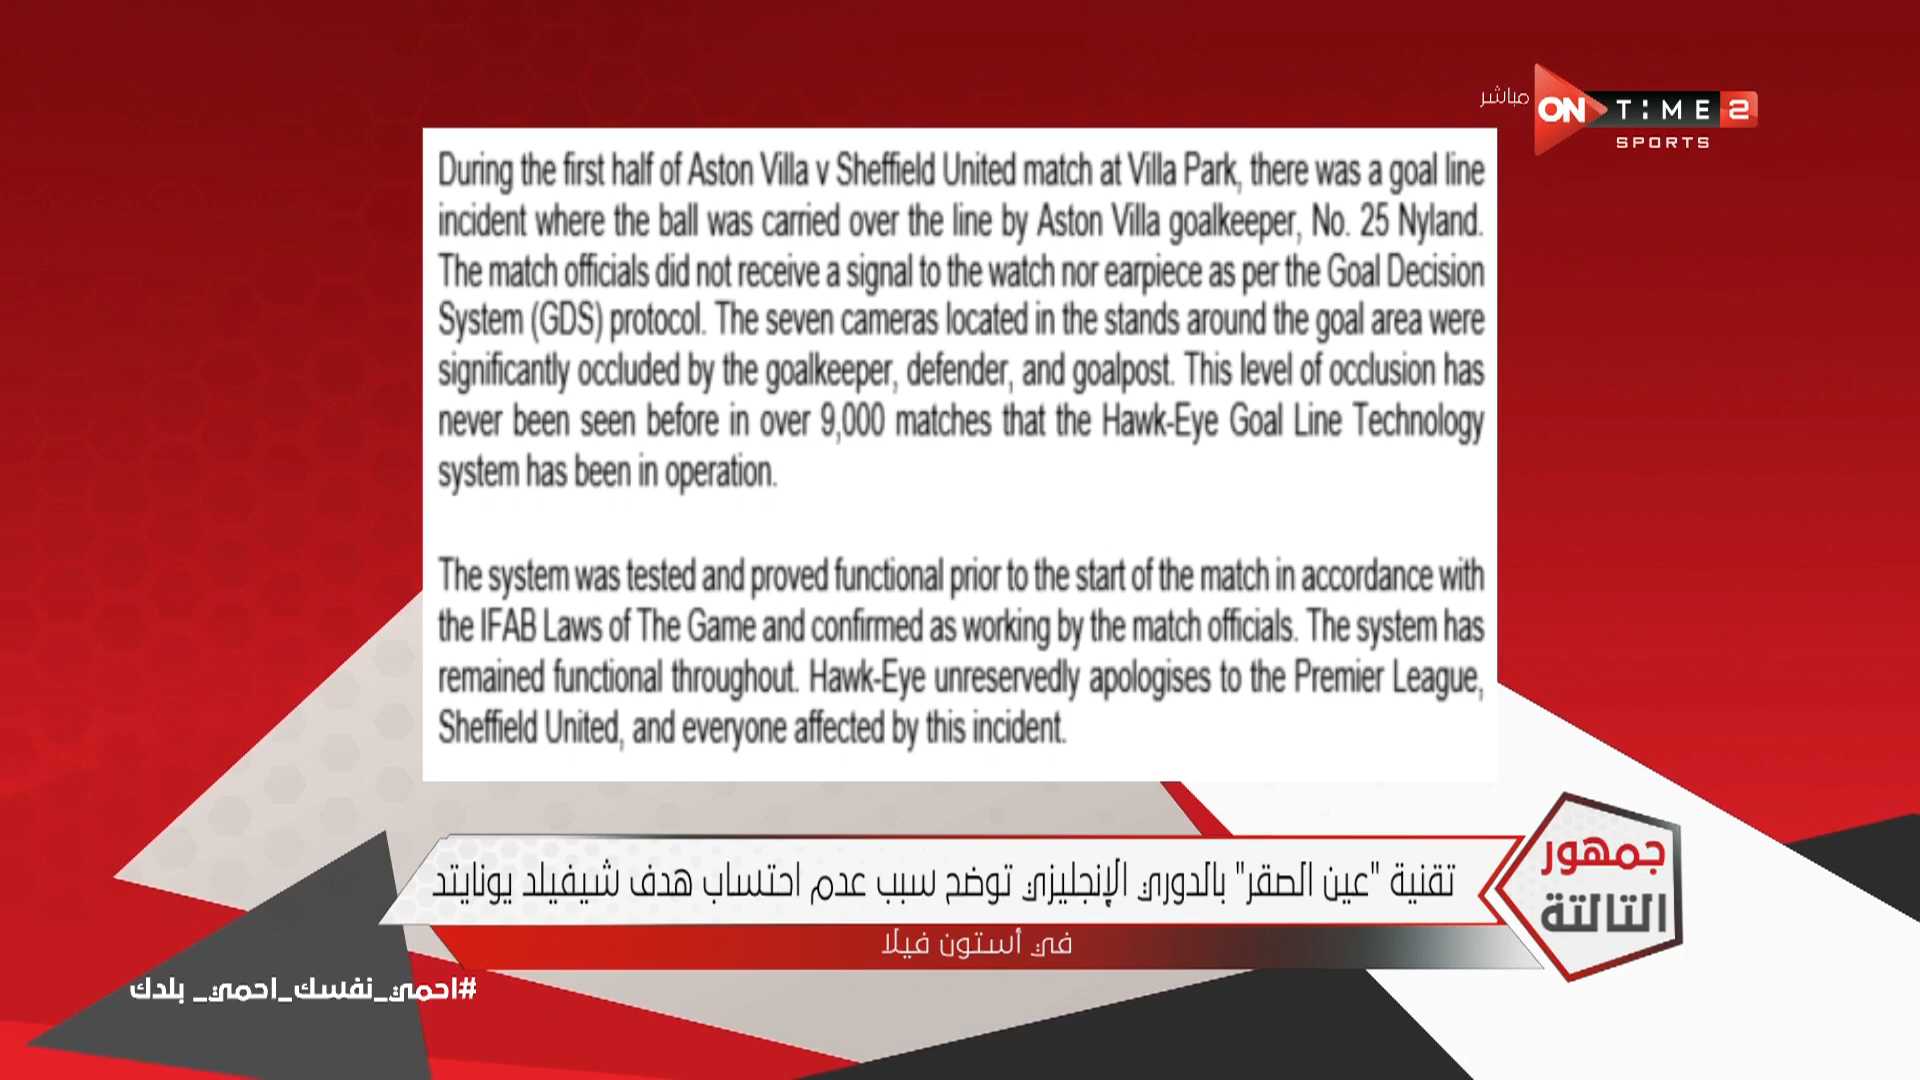 مباشر
ON TIME 2
SPORTS
During the first half of Aston Villa v Sheffield United match at Villa Park, there was a goal line
incident where the ball was carried over the line by Aston Villa goalkeeper, No. 25 Nyland.
The match officials did not receive a signal to the watch nor earpiece as per the Goal Decision
System (GDS) protocol. The seven cameras located in the stands around the goal area were
significantly occluded by the goalkeeper, defender, and goalpost. This level of occlusion has
never been seen before in over 9,000 matches that the Hawk-Eye Goal Line Technology
system has been in operation.
The system was tested and proved functional prior to the start of the match in accordance with
the IFAB Laws of The Game and confirmed as working by the match officials. The system has
remained functional throughout. Hawk-Eye unreservedly apologises to the Premier League,
Sheffield United, and everyone affected by this incident.
جمهور
التالتة
تقنية "عين الصقر" بالدوري الإنجليزي توضح سبب عدم احتساب هدف شيفيلد يونايتد
في أستون فيلا
#احمي_نفسك_احمي_ بلدك